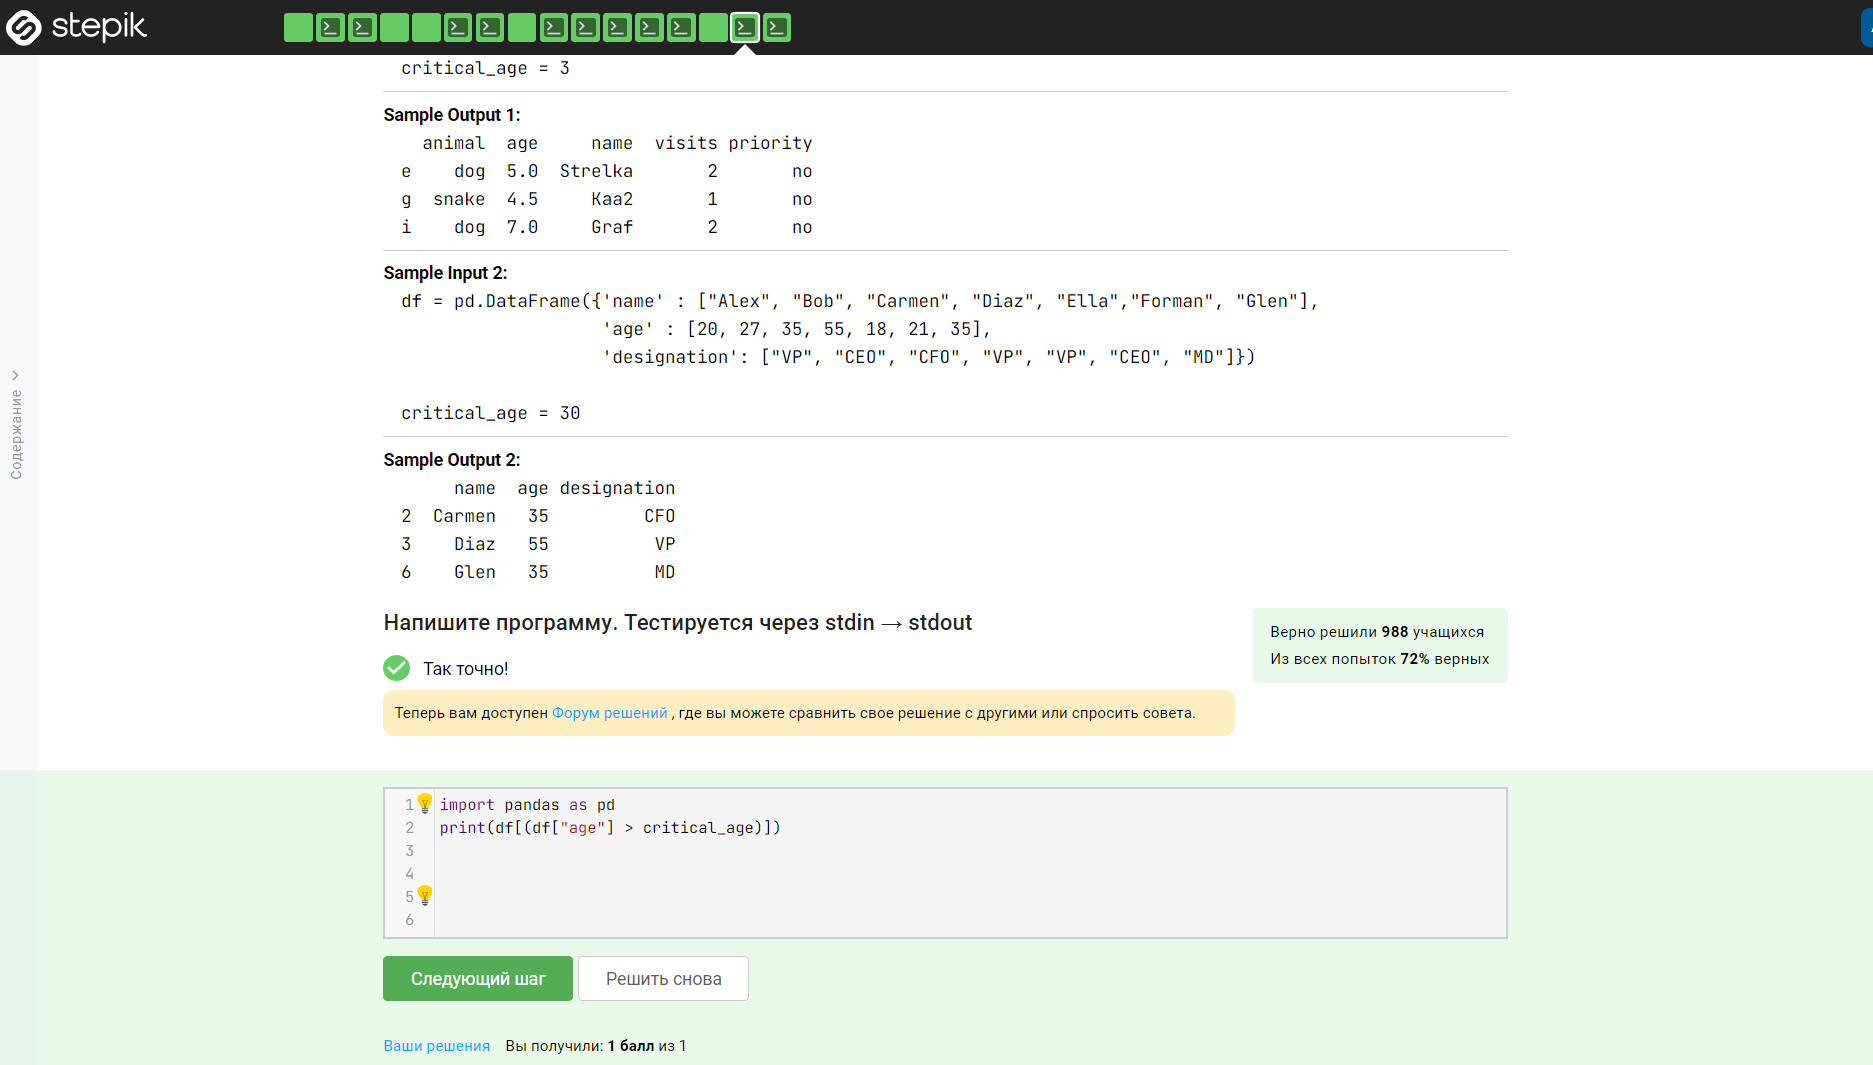 stepik
critical_age = 3
Sample Output 1:
animal age name visits priority
e dog 5.0 Strelka 2 no
g snake 4.5 Kaa2 1 no
i dog 7.0 Graf 2 no
Sample Input 2:
df = pd.DataFrame({'name' : ["Alex", "Bob", "Carmen", "Diaz", "Ella","Forman", "Glen"],
'age' : [20, 27, 35, 55, 18, 21, 35],
'designation': ["VP", "CEO", "CFO", "VP", "VP", "CEO", "MD"]})
critical_age = 30
Содержание
Sample Output 2:
name age designation
2 Carmen 35 CFO
3 Diaz 55 VP
6 Glen 35 MD
Напишите программу. Тестируется через stdin → stdout
Верно решили 988 учащихся
Из всех попыток 72% верных
Так точно!
Теперь вам доступен Форум решений , где вы можете сравнить свое решение с другими или спросить совета.
1 import pandas as pd
2 print(df[(df["age"] > critical_age)])
3
4
5
6
Следующий шаг Решить снова
Ваши решения Вы получили: 1 балл из 1